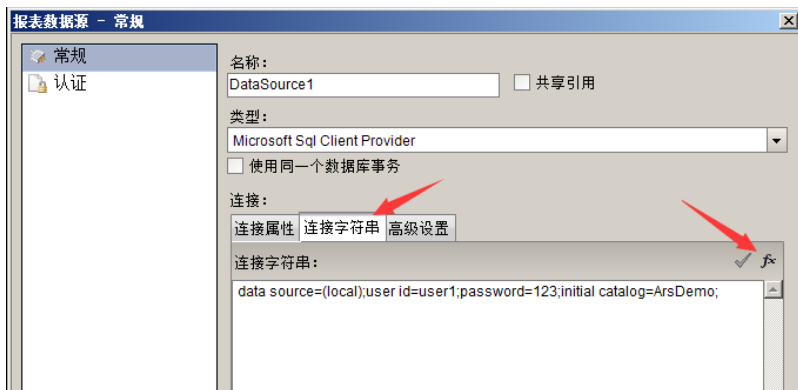 报表数据源 - 常规
常规
认证
名称:
DataSource1
共享引用
类型:
Microsoft Sql Client Provider
使用同一个数据库事务
连接:
连接属性 连接字符串 高级设置
连接字符串:
fx
data source=(local);user id=user1;password=123;initial catalog=ArsDemo;